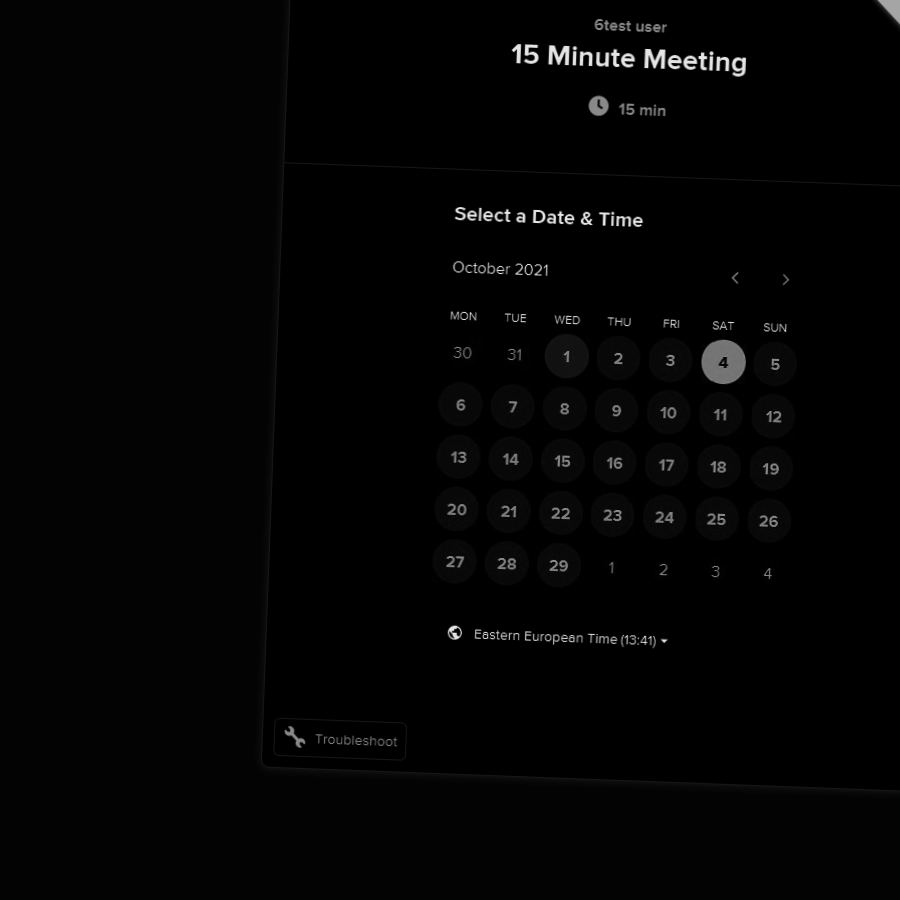 6test user
15 Minute Meeting
15 min
Select a Date & Time
October 2021
MON TUE WED THU FRI SAT SUN
30 31 1 2 3 4 5
6 7 8 9 10 11 12
13 14 15 16 17 18 19
20 21 22 23 24 25 26
27 28 29 1 2 3 4
Eastern European Time (13:41)
Troubleshoot